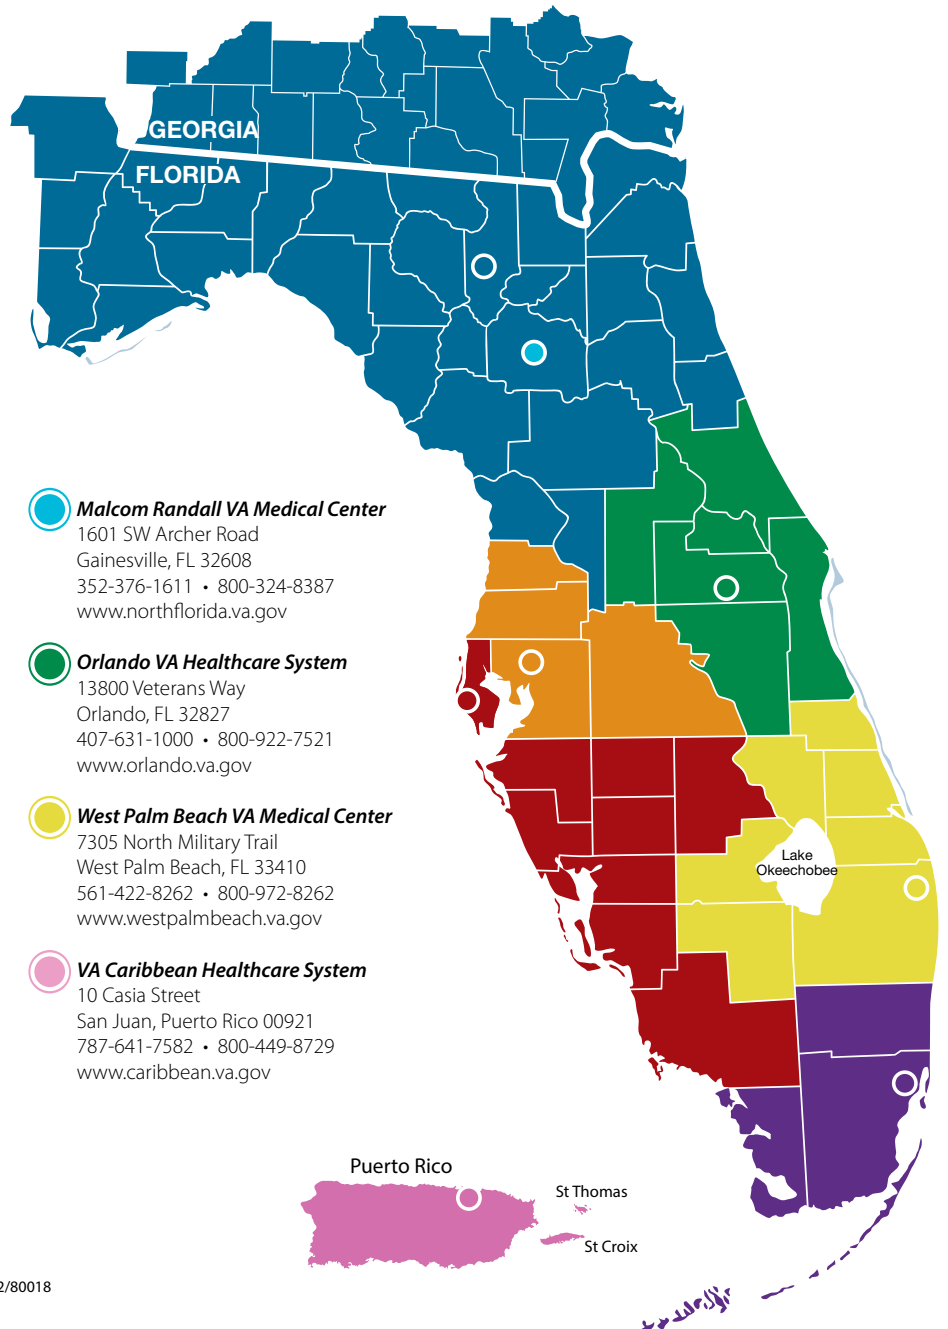 GEORGIA
FLORIDA
Malcom Randall VA Medical Center
1601 SW Archer Road
Gainesville, FL 32608
352-376-1611 • 800-324-8387
www.northflorida.va.gov
Orlando VA Healthcare System
13800 Veterans Way
Orlando, FL 32827
407-631-1000 • 800-922-7521
www.orlando.va.gov
West Palm Beach VA Medical Center
7305 North Military Trail
West Palm Beach, FL 33410
561-422-8262 • 800-972-8262
www.westpalmbeach.va.gov
Lake
Okeechobee
VA Caribbean Healthcare System
10 Casia Street
San Juan, Puerto Rico 00921
787-641-7582 • 800-449-8729
www.caribbean.va.gov
Puerto Rico
St Thomas
St Croix
2/80018